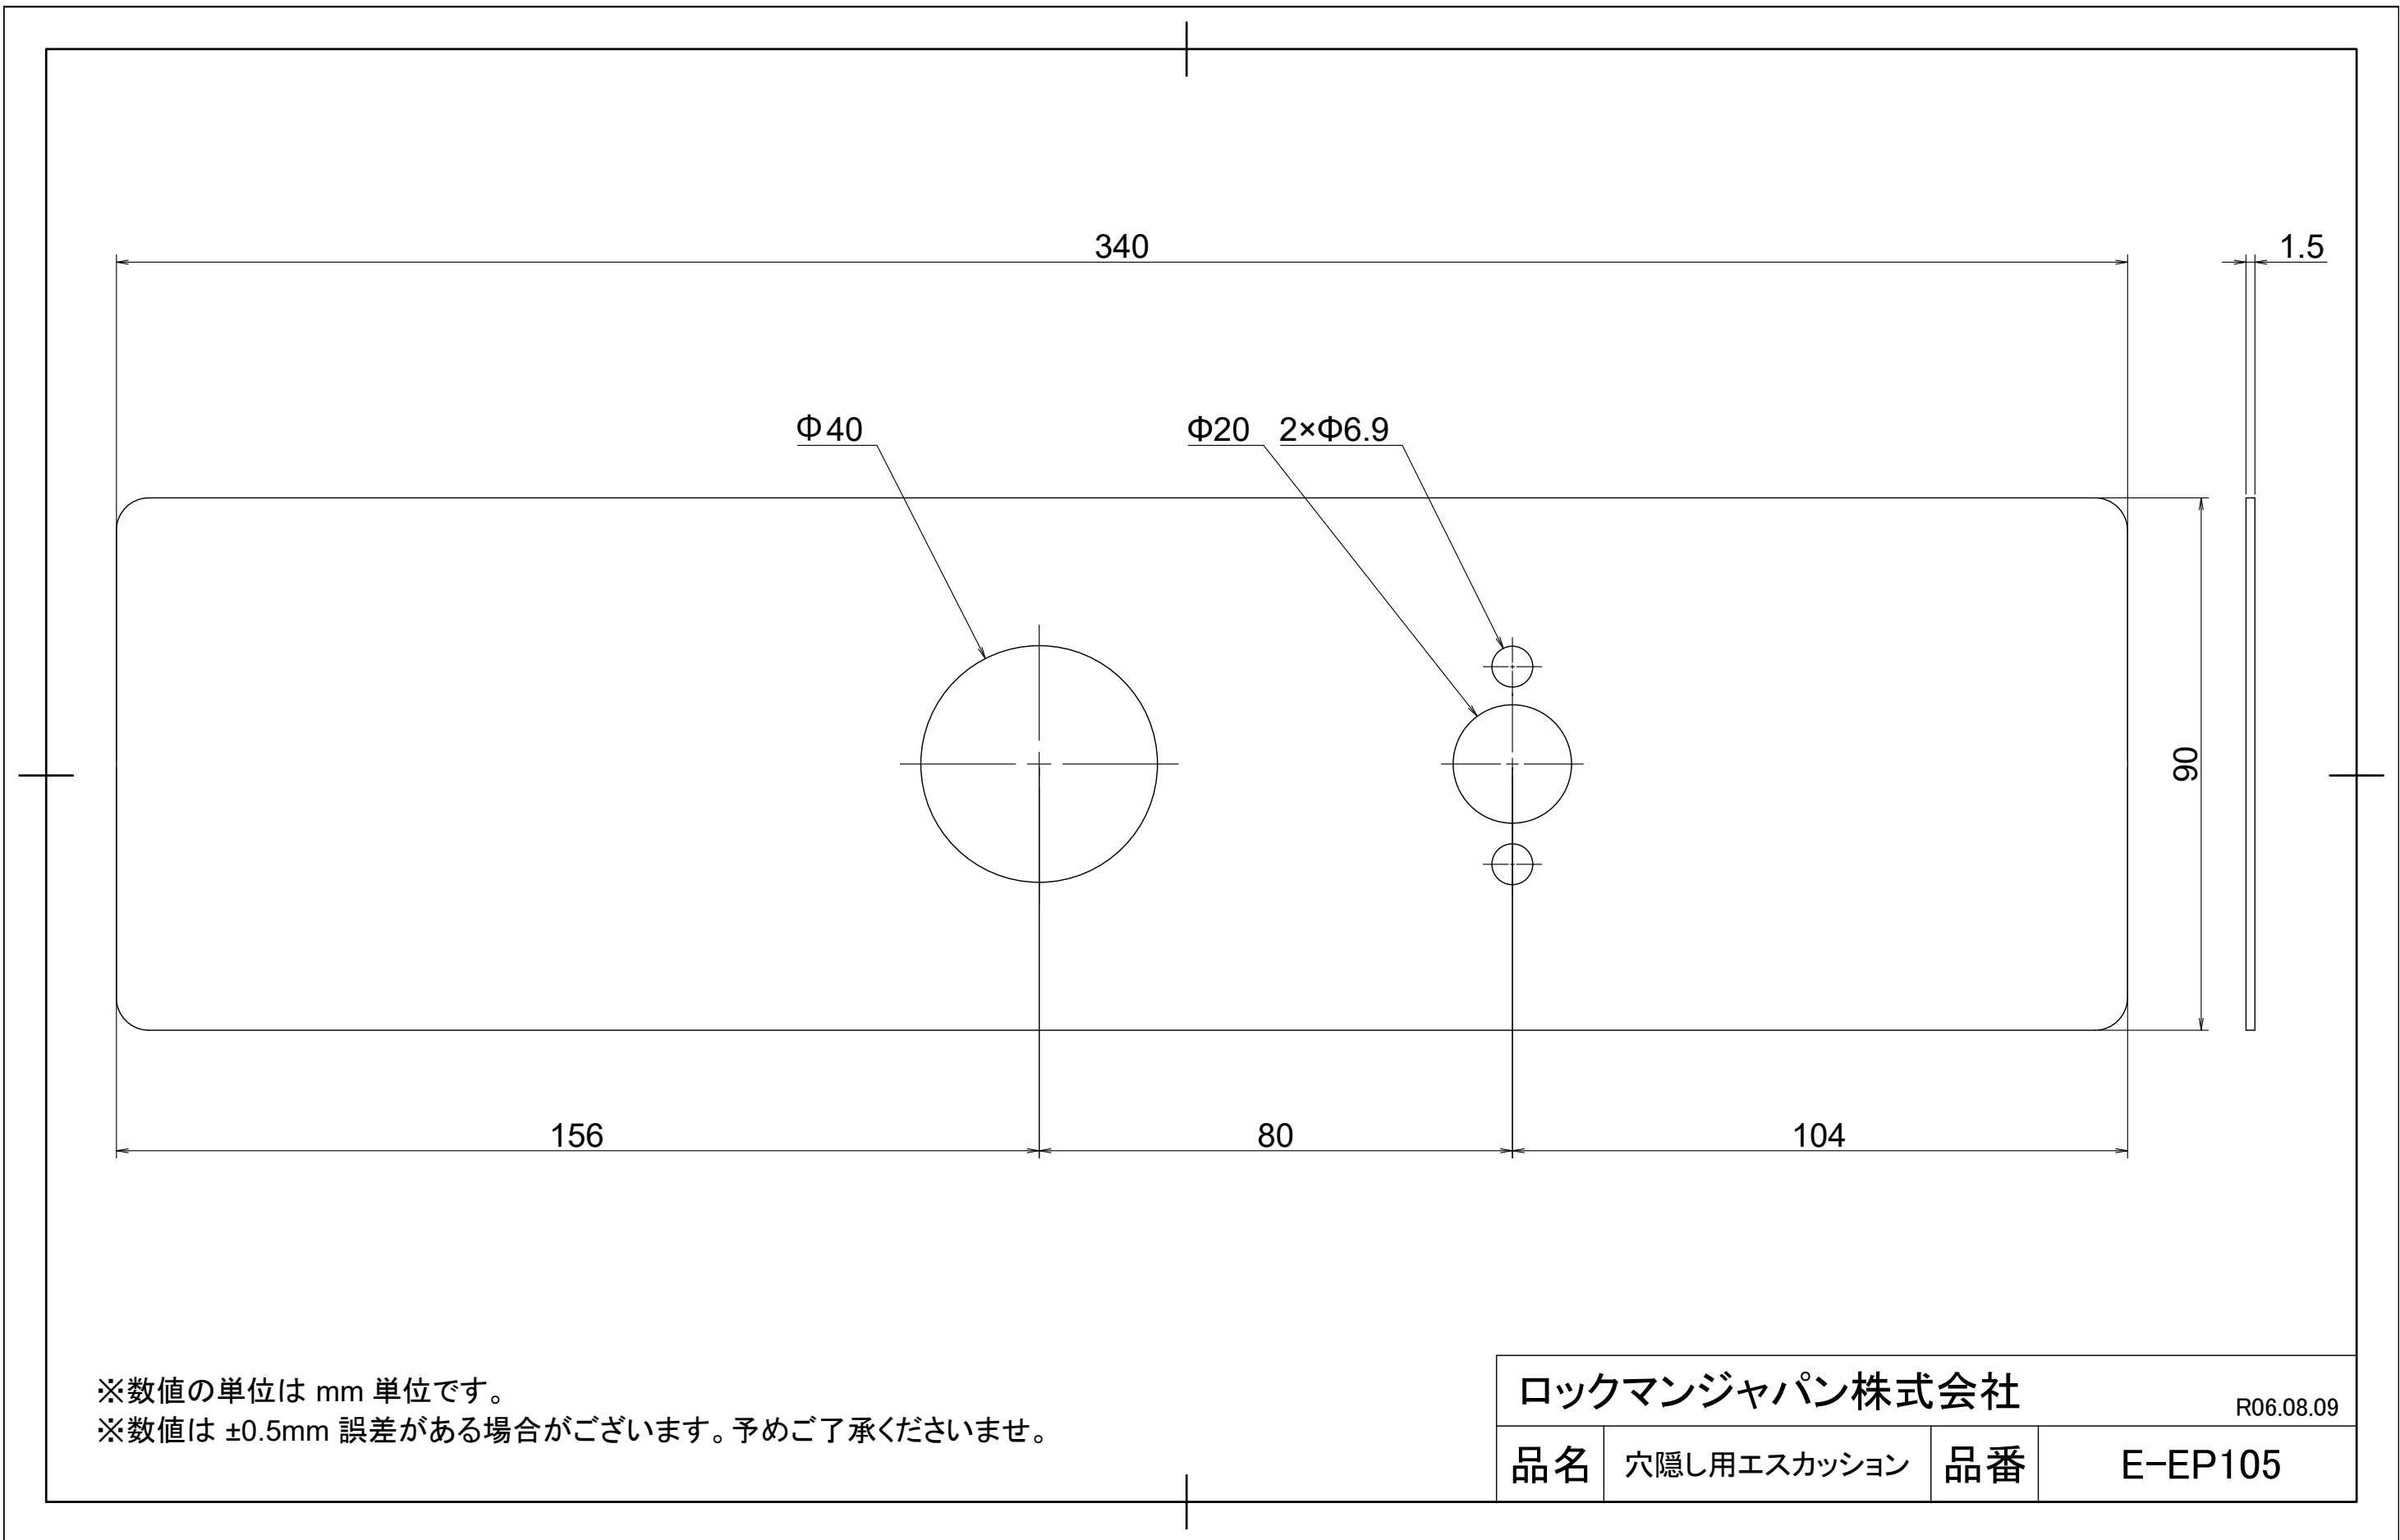 340
1.5
Φ40
Φ20
2×Φ6.9
90
156
80
104
※数値の単位は mm 単位です。
※数値は ±0.5mm 誤差がある場合がございます。予めご了承くださいませ。
ロックマンジャパン株式会社
R06.08.09
品名 穴隠し用エスカッション 品番 E-EP105